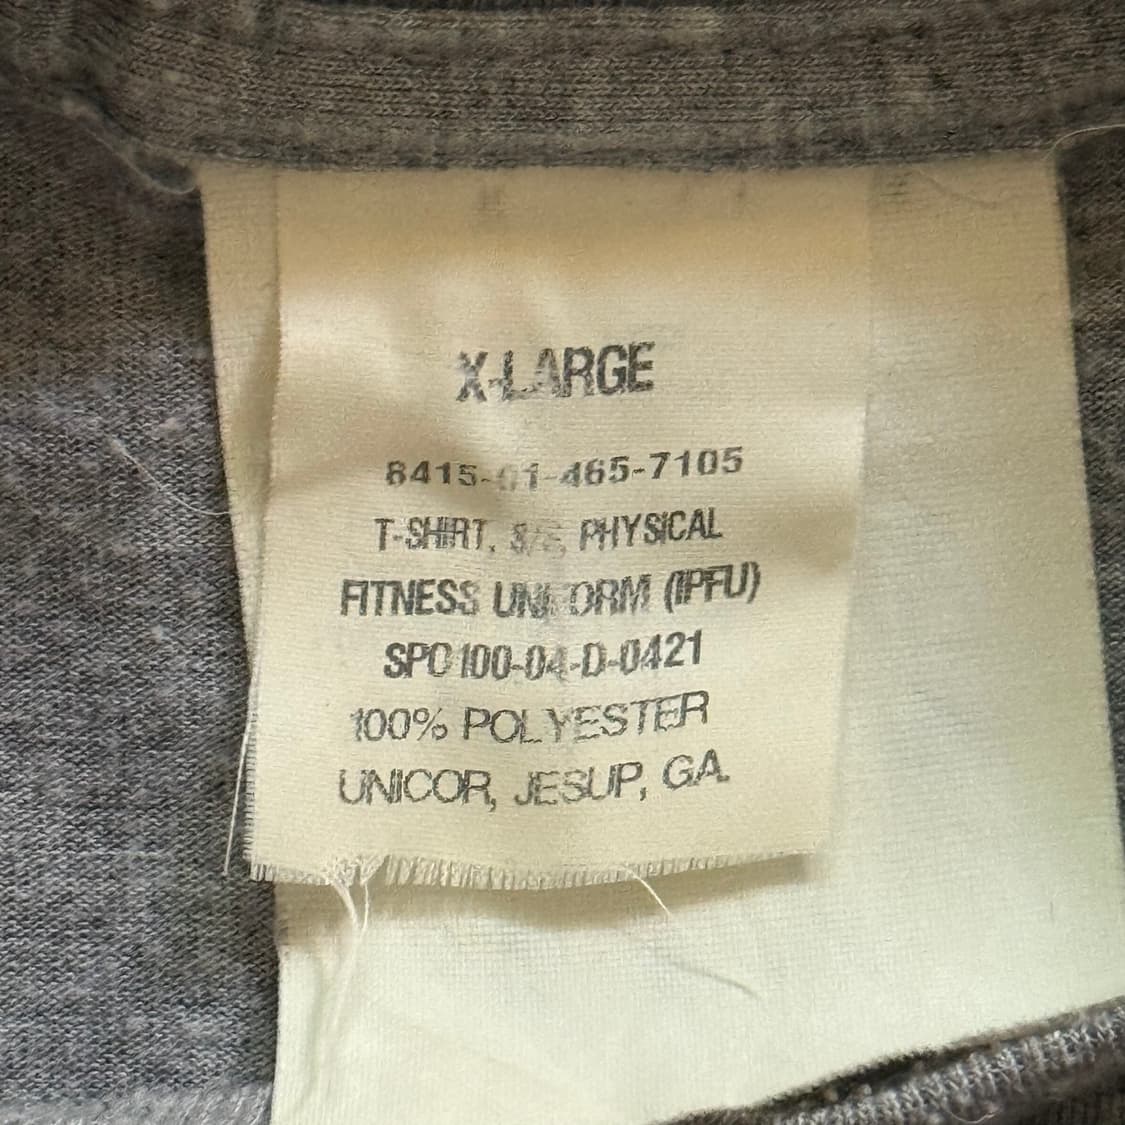 X-LARGE
8415-01-465-7105
T-SHIRT, S/S, PHYSICAL
FITNESS UNIFORM (IPFU)
SPO100-04-D-0421
100% POLYESTER
UNICOR, JESUP, GA.